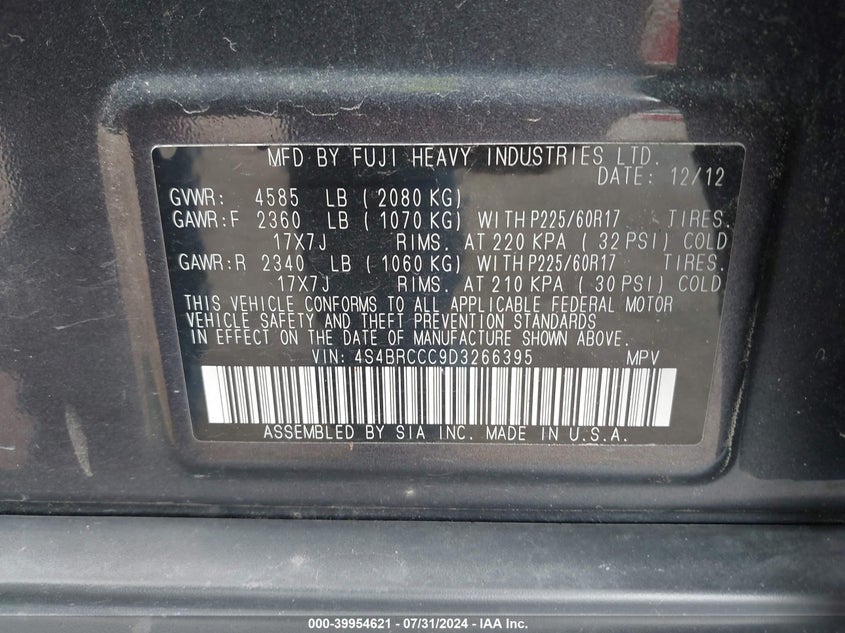 MFD BY FUJI HEAVY INDUSTRIES LTD.
DATE: 12/12
GVWR: 4585 LB ( 2080 KG)
GAWR:F 2360 LB ( 1070 KG) WITH P225/60R17 TIRES.
17X7J RIMS. AT 220 KPA ( 32 PSI) COLD
GAWR:R 2340 LB ( 1060 KG) WITH P225/60R17 TIRES.
17X7J RIMS. AT 210 KPA ( 30 PSI) COLD
THIS VEHICLE CONFORMS TO ALL APPLICABLE FEDERAL MOTOR
VEHICLE SAFETY AND THEFT PREVENTION STANDARDS
IN EFFECT ON THE DATE OF MANUFACTURE SHOWN ABOVE.
VIN: 4S4BRCCC9D3266395 MPV
ASSEMBLED BY SIA INC. MADE IN U.S.A.
000-39954621 - 07/31/2024 - IAA Inc.